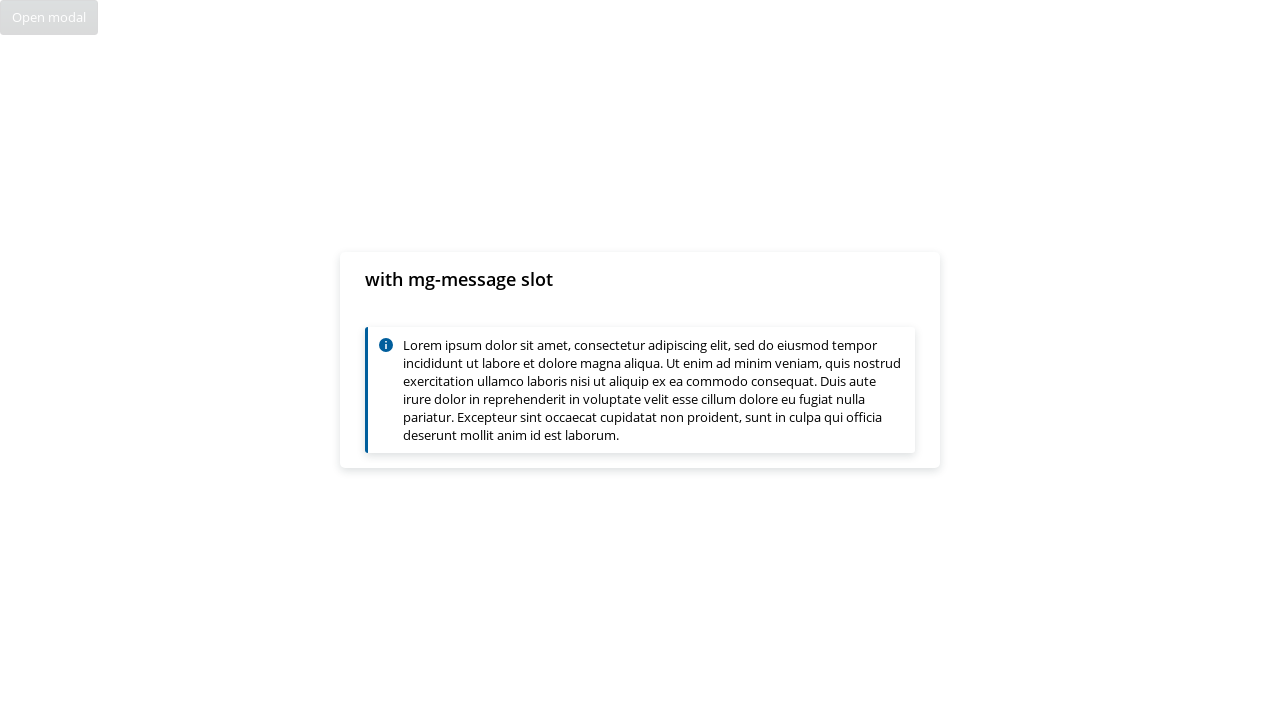 Open modal
with mg-message slot
Lorem ipsum dolor sit amet, consectetur adipiscing elit, sed do eiusmod tempor
incididunt ut labore et dolore magna aliqua. Ut enim ad minim veniam, quis nostrud
exercitation ullamco laboris nisi ut aliquip ex ea commodo consequat. Duis aute
irure dolor in reprehenderit in voluptate velit esse cillum dolore eu fugiat nulla
pariatur. Excepteur sint occaecat cupidatat non proident, sunt in culpa qui officia
deserunt mollit anim id est laborum.